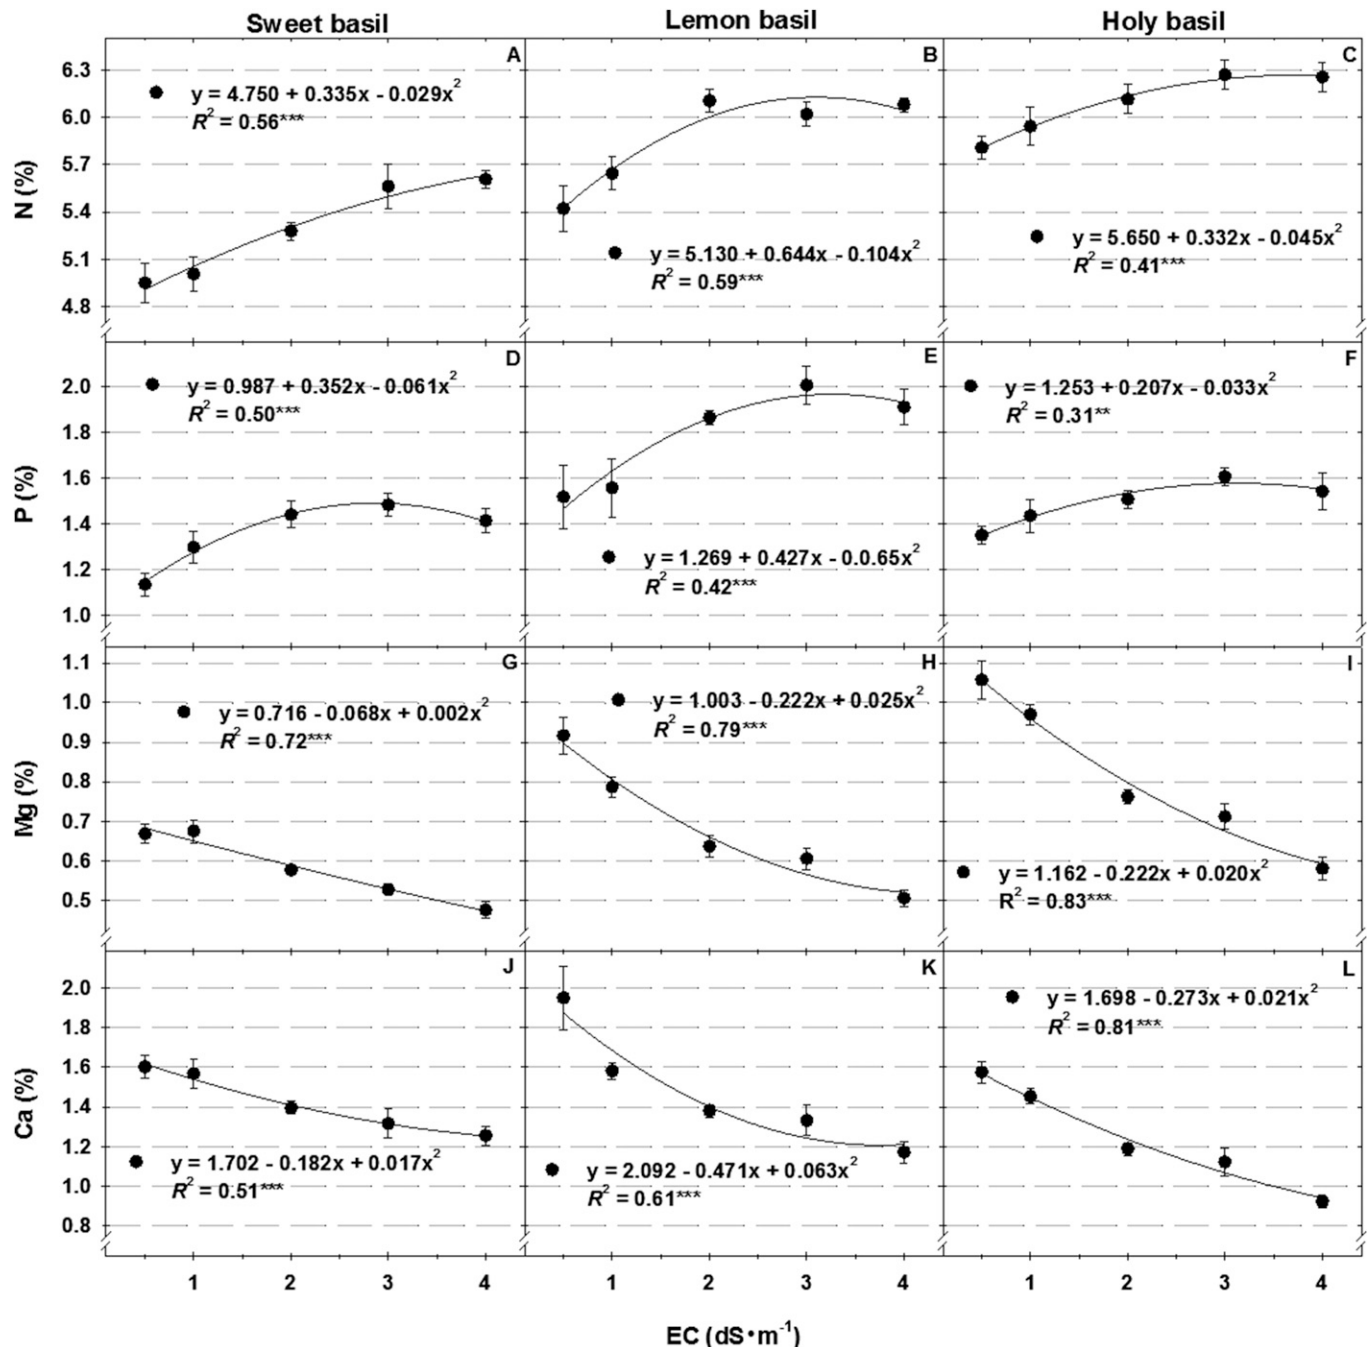 Sweet basil
Lemon basil
Holy basil
A
B
C
6.3
6.0
5.7
5.4
5.1
4.8
N (%)
y = 4.750 + 0.335x - 0.029x²
R² = 0.56***
y = 5.130 + 0.644x - 0.104x²
R² = 0.59***
y = 5.650 + 0.332x - 0.045x²
R² = 0.41***
D
E
F
2.0
1.8
1.6
1.4
1.2
1.0
P (%)
y = 0.987 + 0.352x - 0.061x²
R² = 0.50***
y = 1.269 + 0.427x - 0.0.65x²
R² = 0.42***
y = 1.253 + 0.207x - 0.033x²
R² = 0.31**
G
H
I
1.1
1.0
0.9
0.8
0.7
0.6
0.5
Mg (%)
y = 0.716 - 0.068x + 0.002x²
R² = 0.72***
y = 1.003 - 0.222x + 0.025x²
R² = 0.79***
y = 1.162 - 0.222x + 0.020x²
R² = 0.83***
J
K
L
2.0
1.8
1.6
1.4
1.2
1.0
0.8
Ca (%)
y = 1.702 - 0.182x + 0.017x²
R² = 0.51***
y = 2.092 - 0.471x + 0.063x²
R² = 0.61***
y = 1.698 - 0.273x + 0.021x²
R² = 0.81***
1 2 3 4
1 2 3 4
1 2 3 4
EC (dS•m⁻¹)